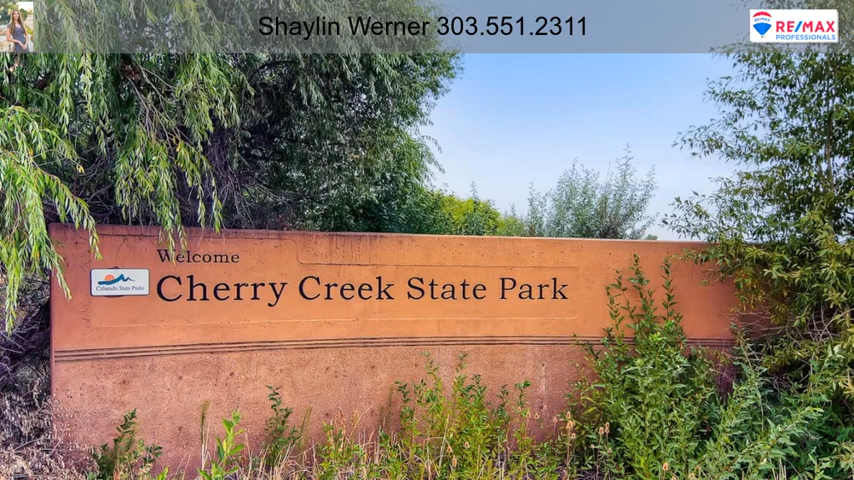 Shaylin Werner 303.551.2311
RE/MAX
PROFESSIONALS
Welcome
Cherry Creek State Park
Colorado State Parks